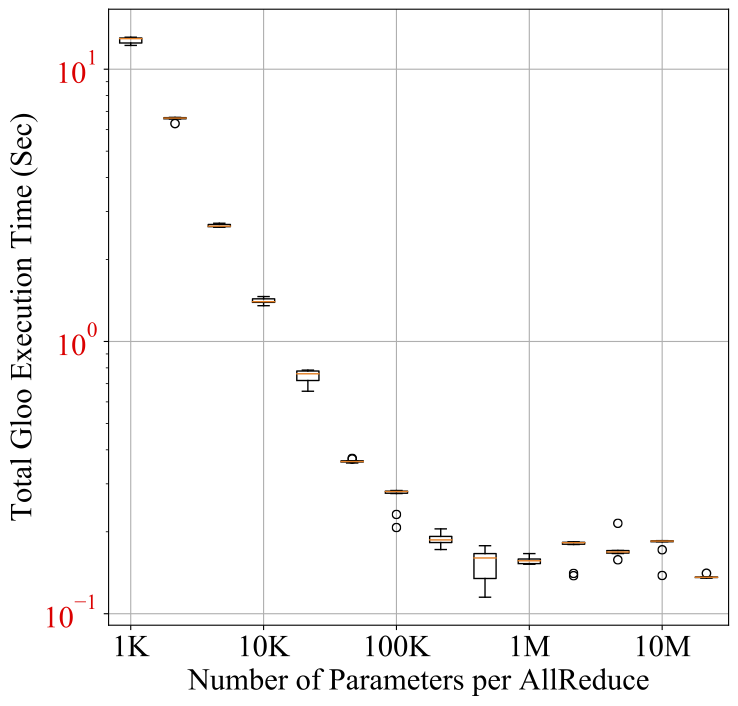 Total Gloo Execution Time (Sec)
10^1
10^0
10^−1
1K 10K 100K 1M 10M
Number of Parameters per AllReduce